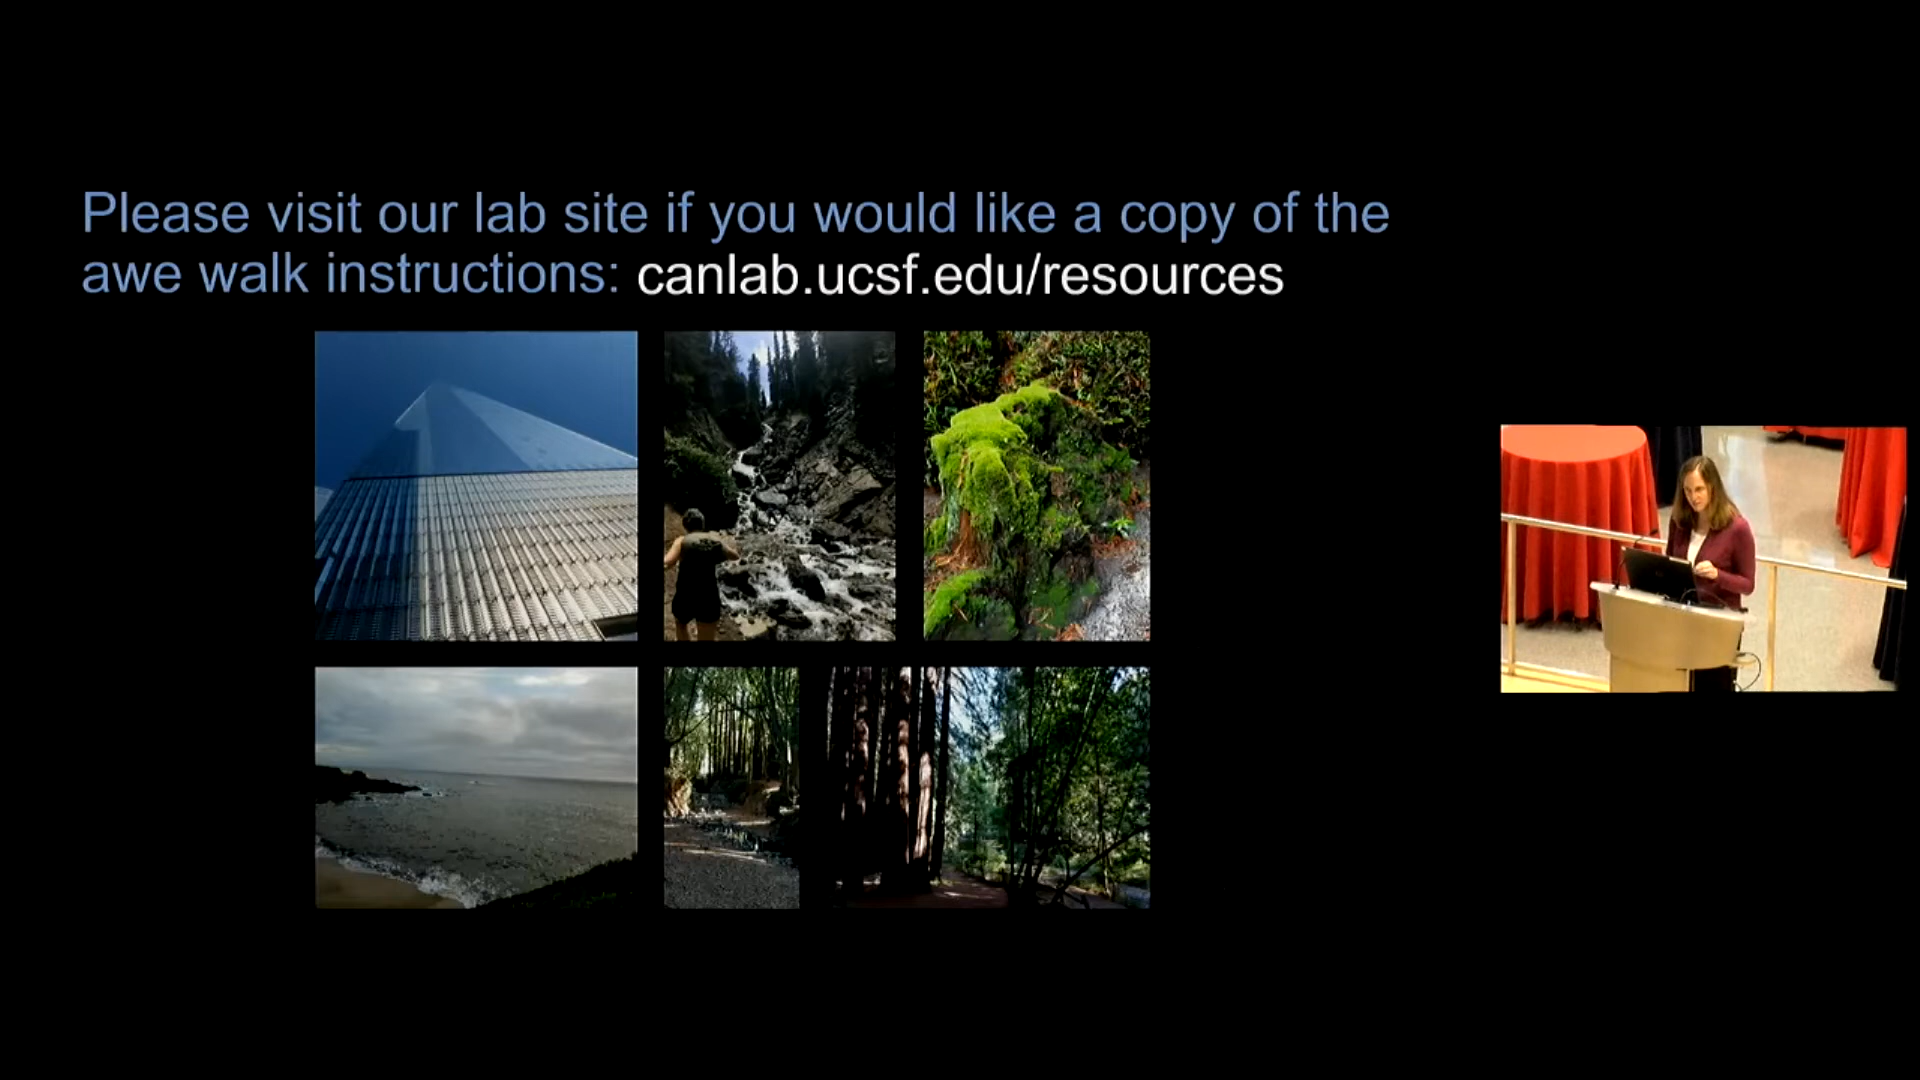 Please visit our lab site if you would like a copy of the
awe walk instructions: canlab.ucsf.edu/resources